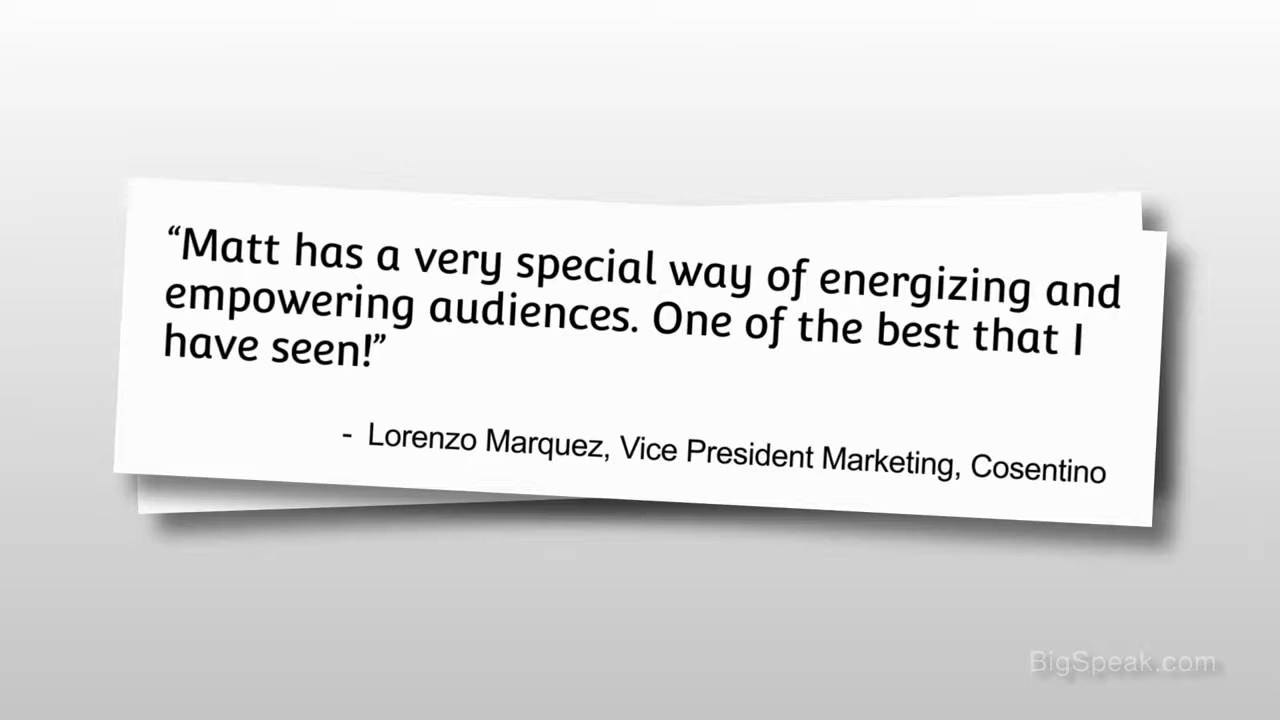 “Matt has a very special way of energizing and
empowering audiences. One of the best that I
have seen!”
- Lorenzo Marquez, Vice President Marketing, Cosentino
BigSpeak.com